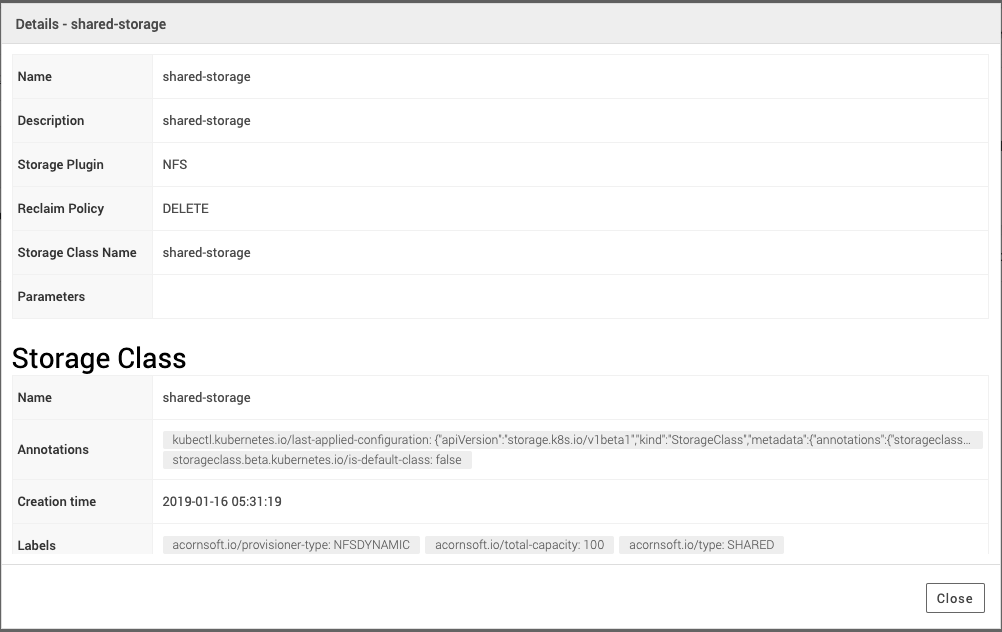 Details - shared-storage
Name shared-storage
Description shared-storage
Storage Plugin NFS
Reclaim Policy DELETE
Storage Class Name shared-storage
Parameters
Storage Class
Name shared-storage
Annotations
kubectl.kubernetes.io/last-applied-configuration: {"apiVersion":"storage.k8s.io/v1beta1","kind":"StorageClass","metadata":{"annotations":{"storageclass...
storageclass.beta.kubernetes.io/is-default-class: false
Creation time 2019-01-16 05:31:19
Labels acornsoft.io/provisioner-type: NFSDYNAMIC acornsoft.io/total-capacity: 100 acornsoft.io/type: SHARED
Close